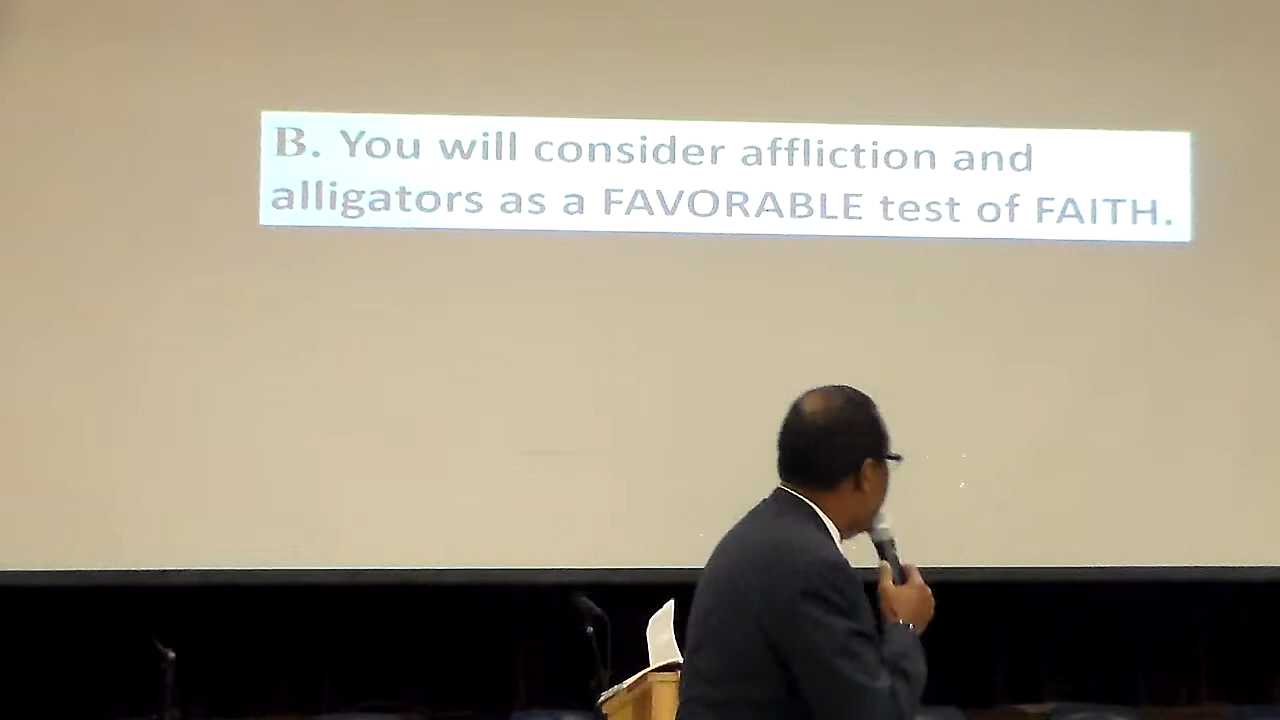 B. You will consider affliction and
alligators as a FAVORABLE test of FAITH.